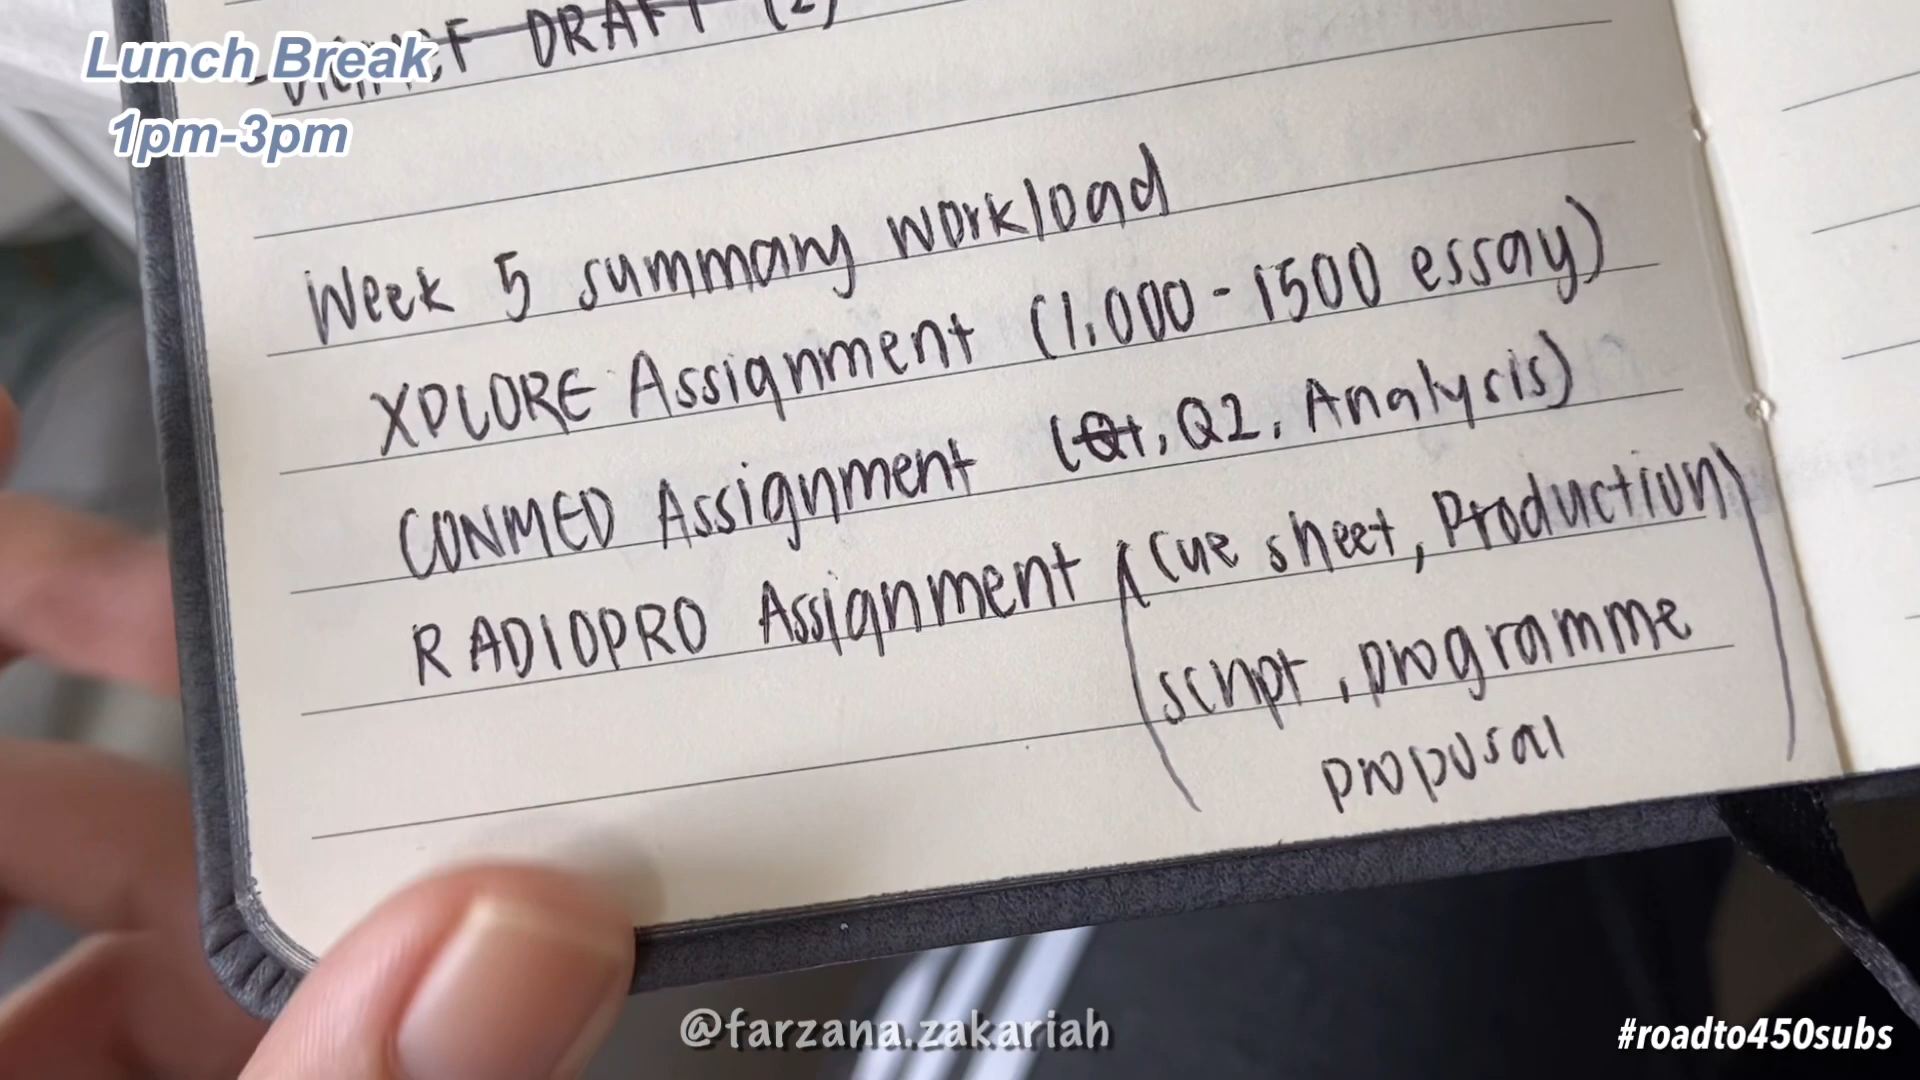 Lunch Break
1pm-3pm
DRAFT (2)
Week 5 summary workload
XPLORE Assignment (1,000-1500 essay)
CONMED Assignment (Q1, Q2, Analysis)
RADIOPRO Assignment (Cue sheet, Production
script, programme
proposal
@farzana.zakariah
#roadto450subs